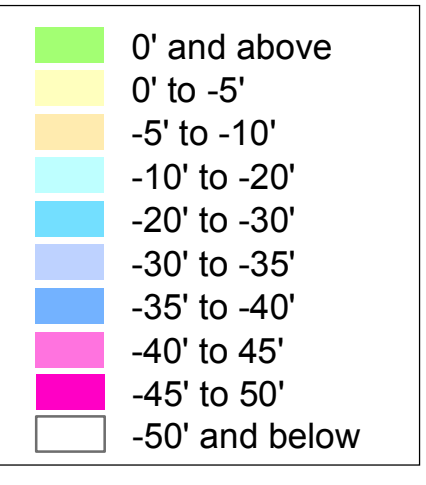 0' and above
0' to -5'
-5' to -10'
-10' to -20'
-20' to -30'
-30' to -35'
-35' to -40'
-40' to 45'
-45' to 50'
-50' and below